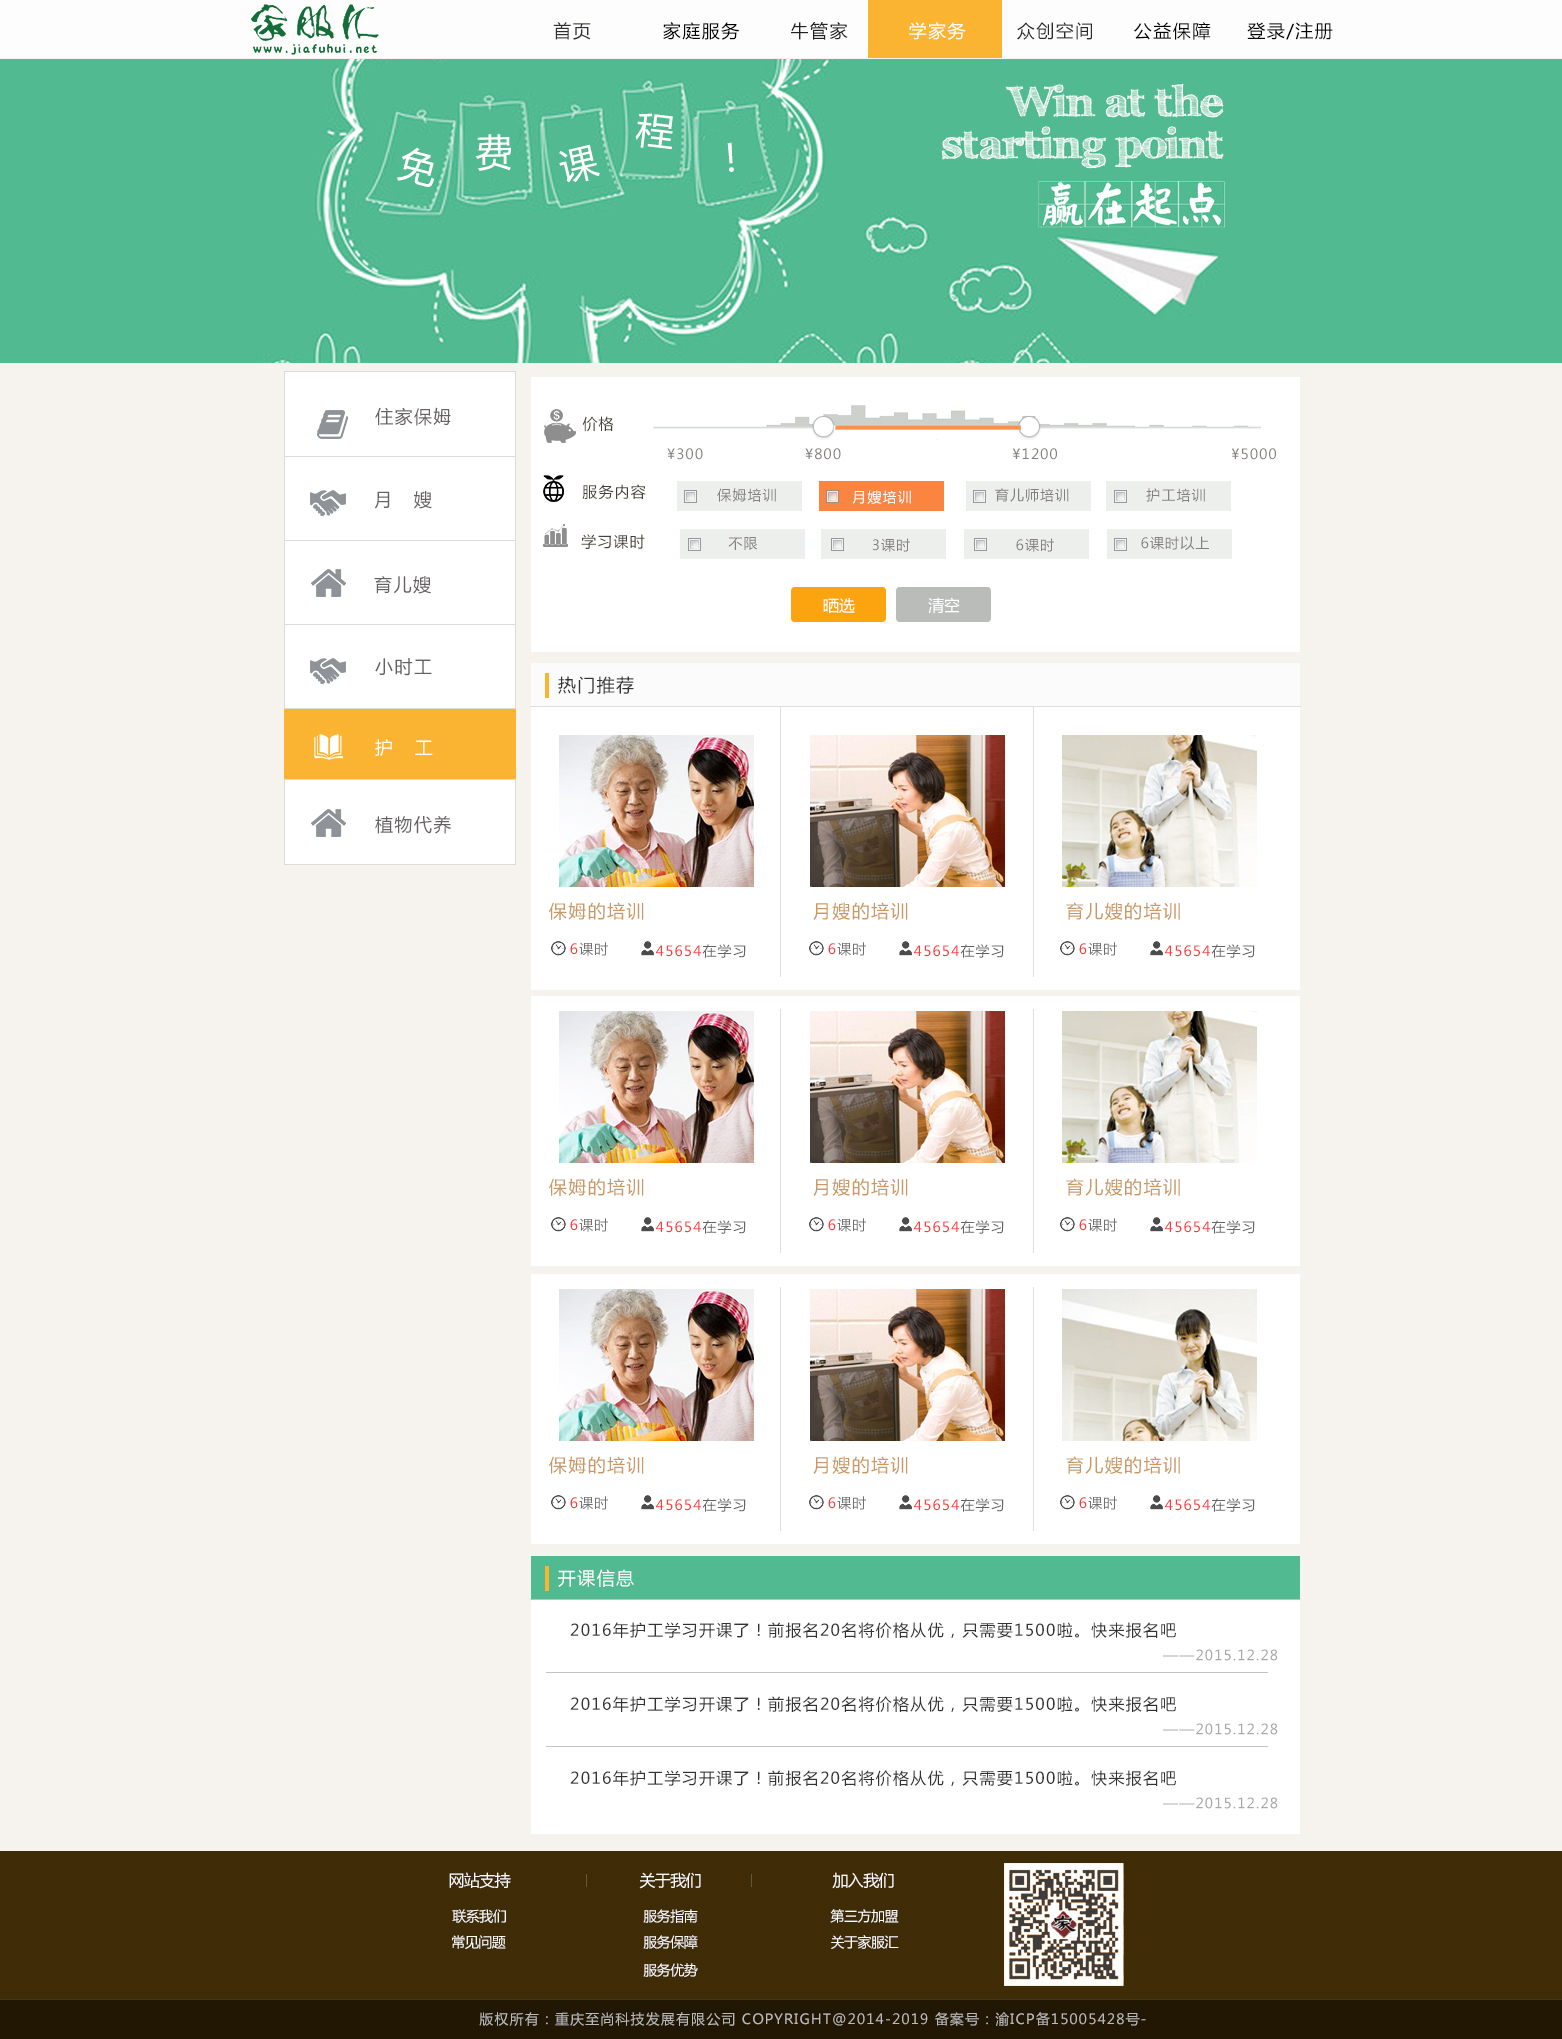 家服汇
www.jiafuhui.net
首页 家庭服务 牛管家 学家务 众创空间 公益保障 登录/注册
免费课程!
Win at the
starting point
赢在起点
住家保姆
月 嫂
育儿嫂
小时工
护 工
植物代养
价格
¥300 ¥800 ¥1200 ¥5000
服务内容 保姆培训 月嫂培训 育儿师培训 护工培训
学习课时 不限 3课时 6课时 6课时以上
晒选 清空
热门推荐
保姆的培训 月嫂的培训 育儿嫂的培训
6课时 45654在学习 6课时 45654在学习 6课时 45654在学习
保姆的培训 月嫂的培训 育儿嫂的培训
6课时 45654在学习 6课时 45654在学习 6课时 45654在学习
保姆的培训 月嫂的培训 育儿嫂的培训
6课时 45654在学习 6课时 45654在学习 6课时 45654在学习
开课信息
2016年护工学习开课了！前报名20名将价格从优，只需要1500啦。快来报名吧
——2015.12.28
2016年护工学习开课了！前报名20名将价格从优，只需要1500啦。快来报名吧
——2015.12.28
2016年护工学习开课了！前报名20名将价格从优，只需要1500啦。快来报名吧
——2015.12.28
网站支持 关于我们 加入我们
联系我们 服务指南 第三方加盟
常见问题 服务保障 关于家服汇
服务优势
家
版权所有：重庆至尚科技发展有限公司 COPYRIGHT@2014-2019 备案号：渝ICP备15005428号-